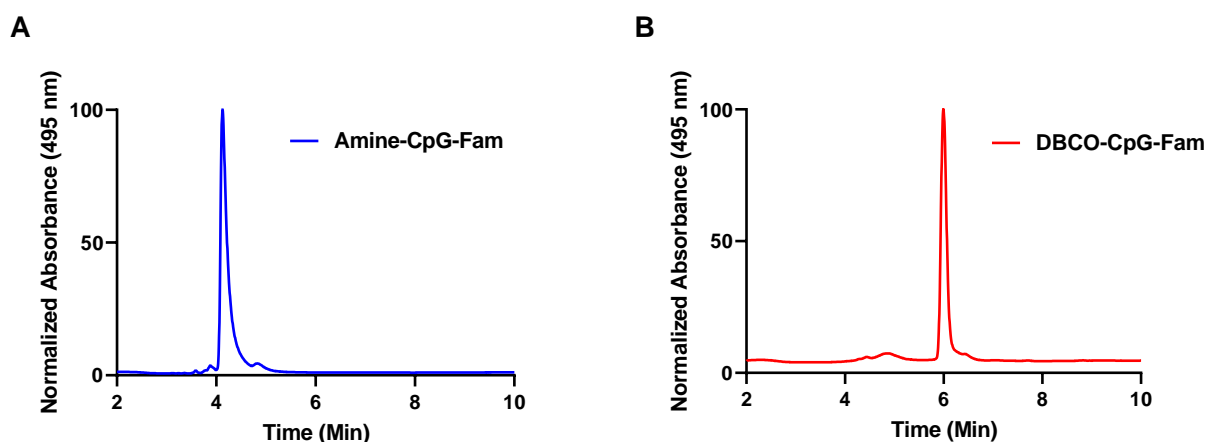 A
Normalized Absorbance (495 nm)
100
50
0
2
4
6
8
10
Time (Min)
Amine-CpG-Fam
B
Normalized Absorbance (495 nm)
100
50
0
2
4
6
8
10
Time (Min)
DBCO-CpG-Fam